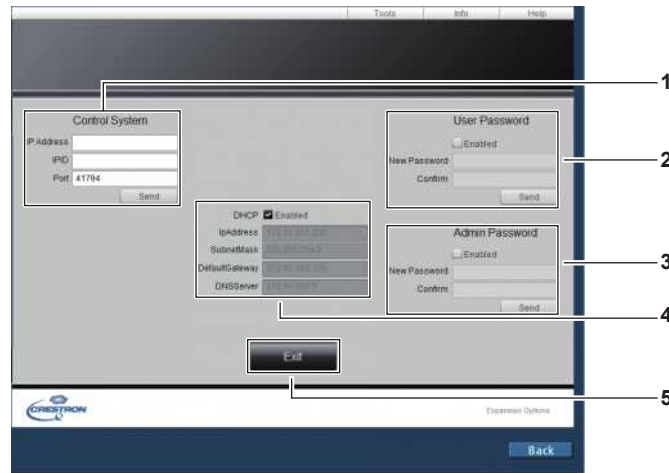 Tools Info Help
1
Control System
IP Address
IPID
Port 41794
Send
User Password
Enabled
New Password
Confirm
Send
2
DHCP Enabled
IpAddress
SubnetMask
DefaultGateway
DNSServer
Admin Password
Enabled
New Password
Confirm
Send
3
4
Exit
5
CRESTRON
Expansion Options
Back